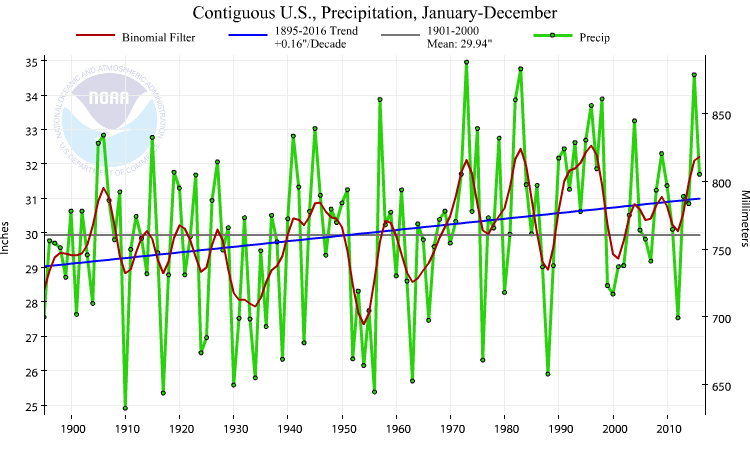 Contiguous U.S., Precipitation, January-December
Binomial Filter
1895-2016 Trend
+0.16"/Decade
1901-2000
Mean: 29.94"
Precip
NATIONAL OCEANIC AND ATMOSPHERIC ADMINISTRATION
NOAA
U.S. DEPARTMENT OF COMMERCE
35
34
33
32
31
30
29
28
27
26
25
Inches
850
800
750
700
650
Millimeters
1900
1910
1920
1930
1940
1950
1960
1970
1980
1990
2000
2010